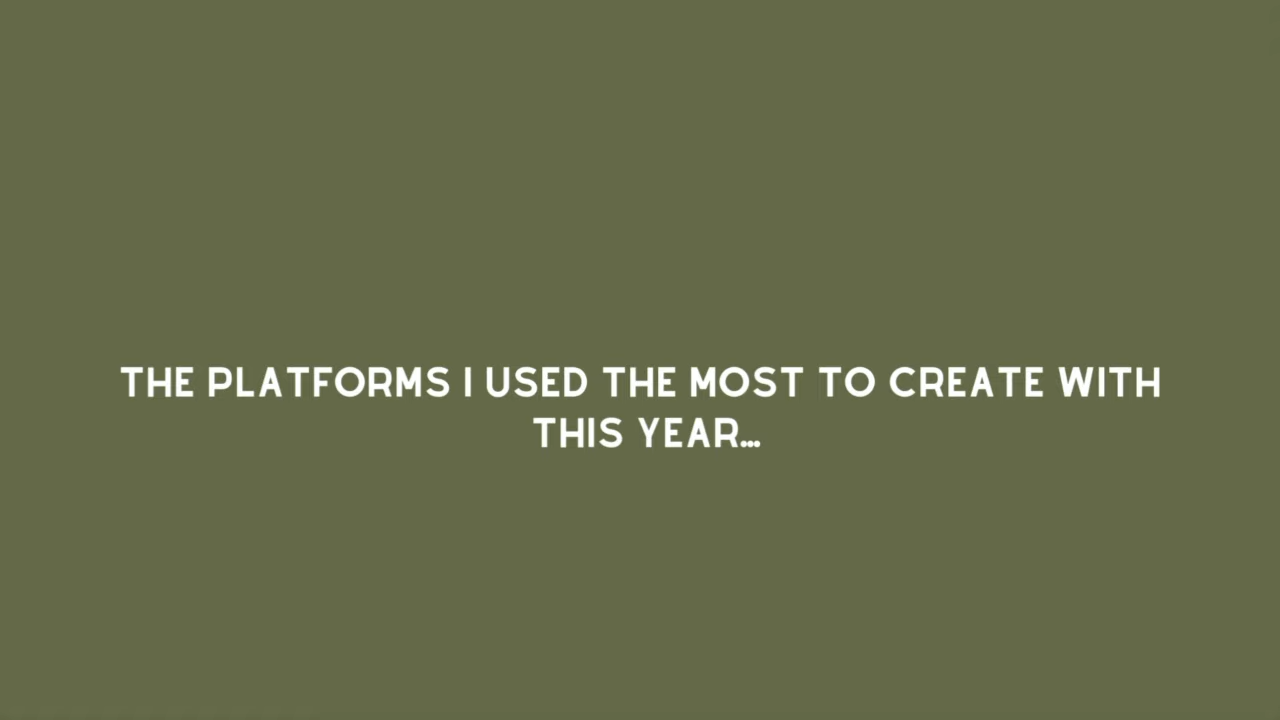 THE PLATFORMS I USED THE MOST TO CREATE WITH
THIS YEAR...